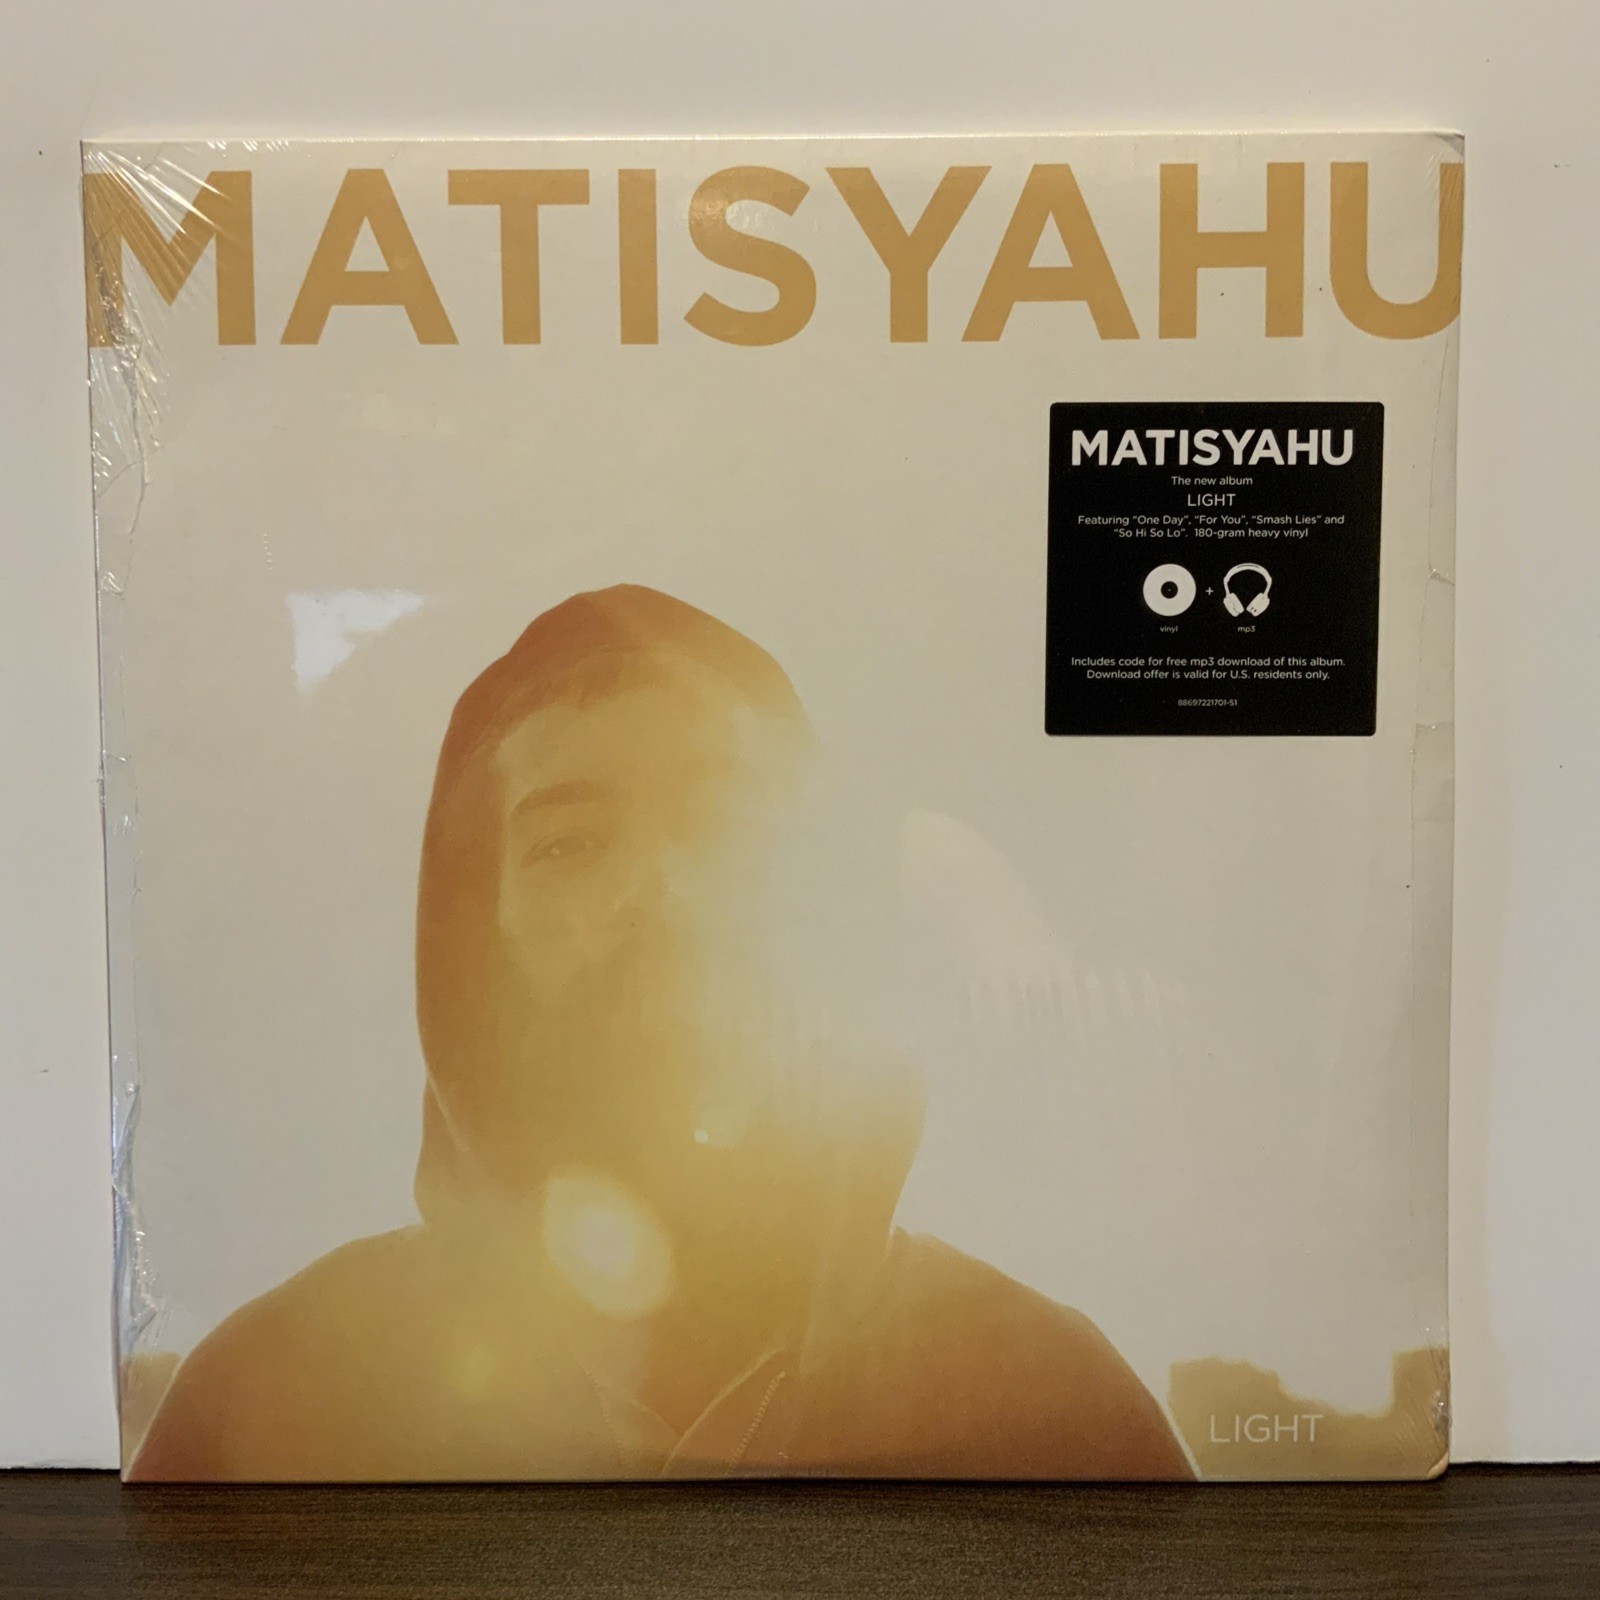 MATISYAHU
MATISYAHU
The new album
LIGHT
Featuring “One Day”, “For You”, “Smash Lies” and
“So Hi So Lo”. 180-gram heavy vinyl
+
vinyl
mp3
Includes code for free mp3 download of this album.
Download offer is valid for U.S. residents only.
88697221701-S1
LIGHT